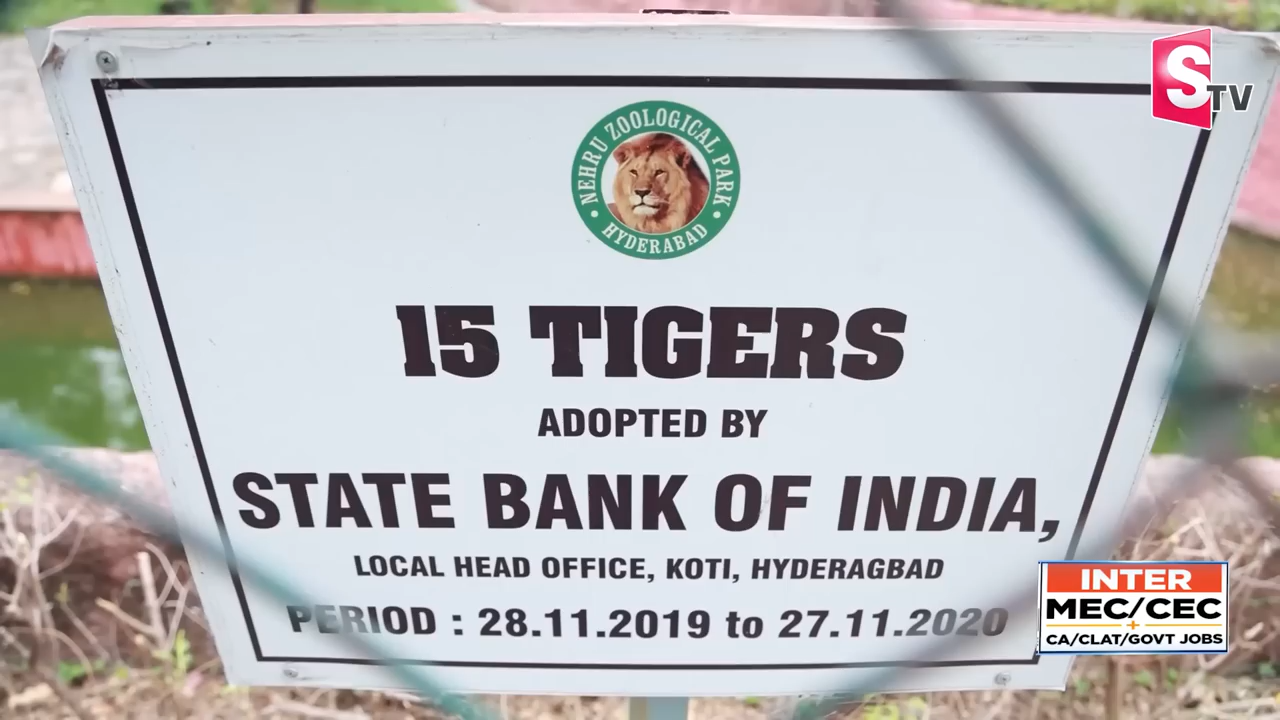 STV
NEHRU ZOOLOGICAL PARK
HYDERABAD
15 TIGERS
ADOPTED BY
STATE BANK OF INDIA,
LOCAL HEAD OFFICE, KOTI, HYDERAGBAD
PERIOD : 28.11.2019 to 27.11.2020
INTER
MEC/CEC
+
CA/CLAT/GOVT JOBS